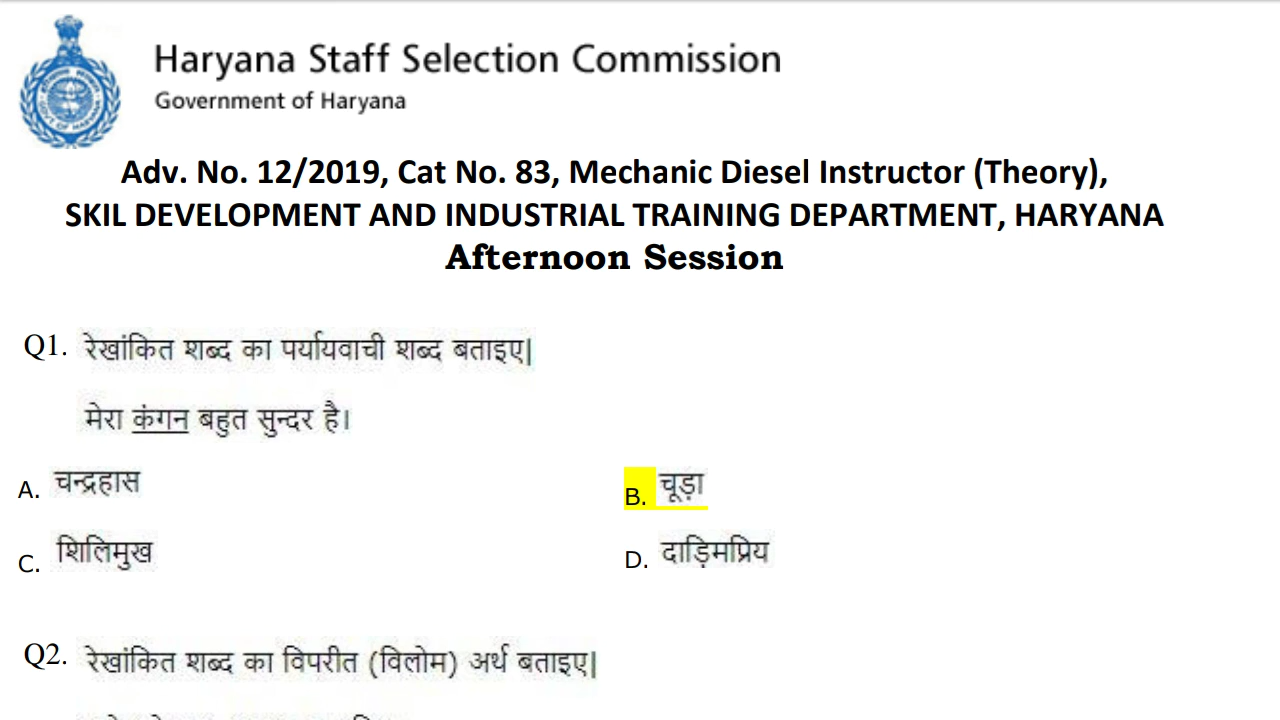 Haryana Staff Selection Commission
Government of Haryana
Adv. No. 12/2019, Cat No. 83, Mechanic Diesel Instructor (Theory),
SKIL DEVELOPMENT AND INDUSTRIAL TRAINING DEPARTMENT, HARYANA
Afternoon Session
Q1. रेखांकित शब्द का पर्यायवाची शब्द बताइए|
मेरा कंगन बहुत सुन्दर है।
A. चन्द्रहास
B. चूड़ा
C. शिलिमुख
D. दाड़िमप्रिय
Q2. रेखांकित शब्द का विपरीत (विलोम) अर्थ बताइए|